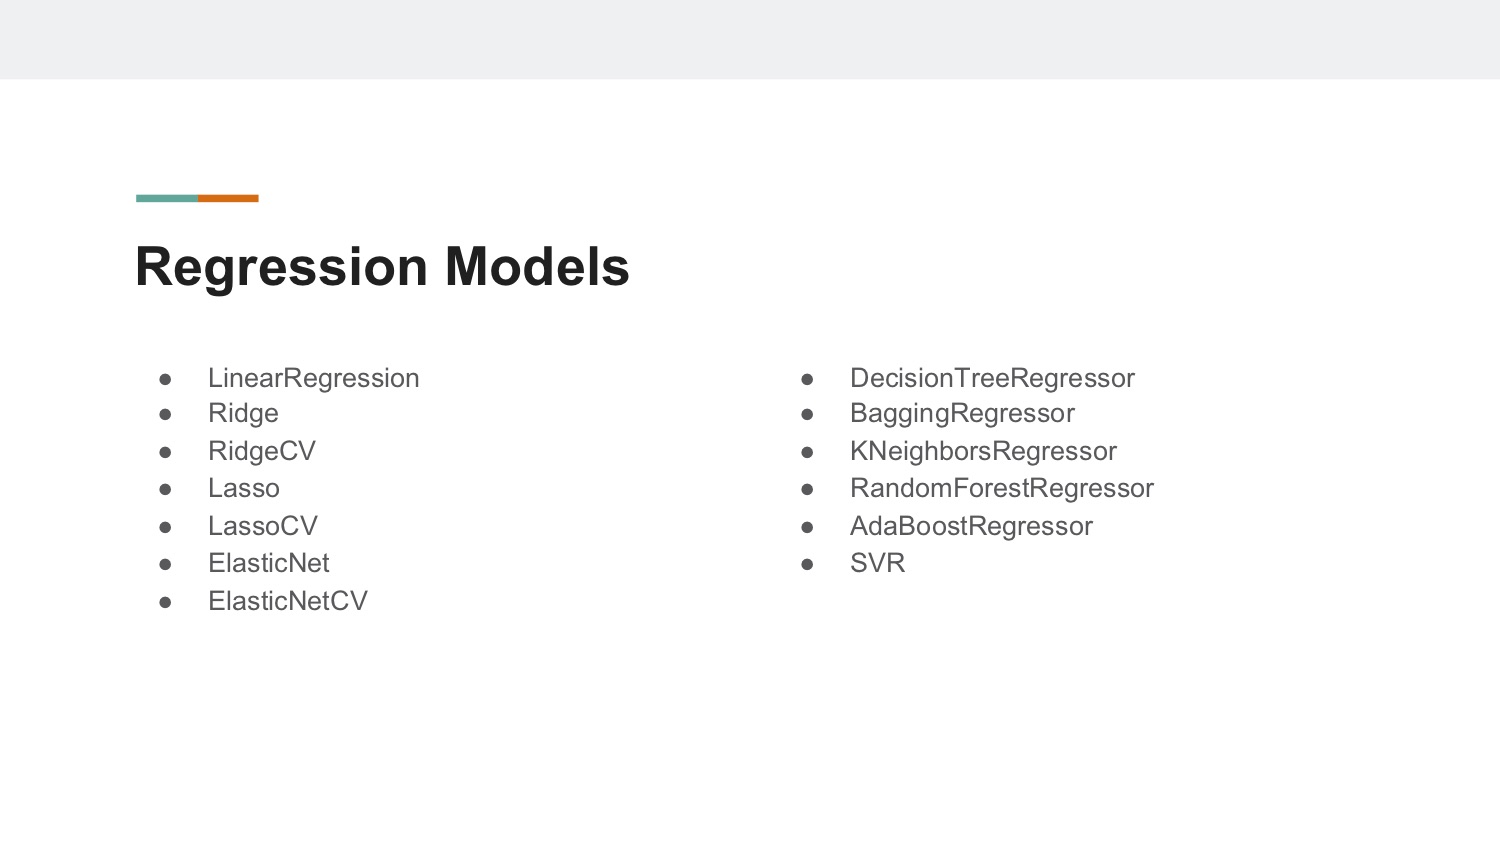 Regression Models
● LinearRegression
● Ridge
● RidgeCV
● Lasso
● LassoCV
● ElasticNet
● ElasticNetCV
● DecisionTreeRegressor
● BaggingRegressor
● KNeighborsRegressor
● RandomForestRegressor
● AdaBoostRegressor
● SVR